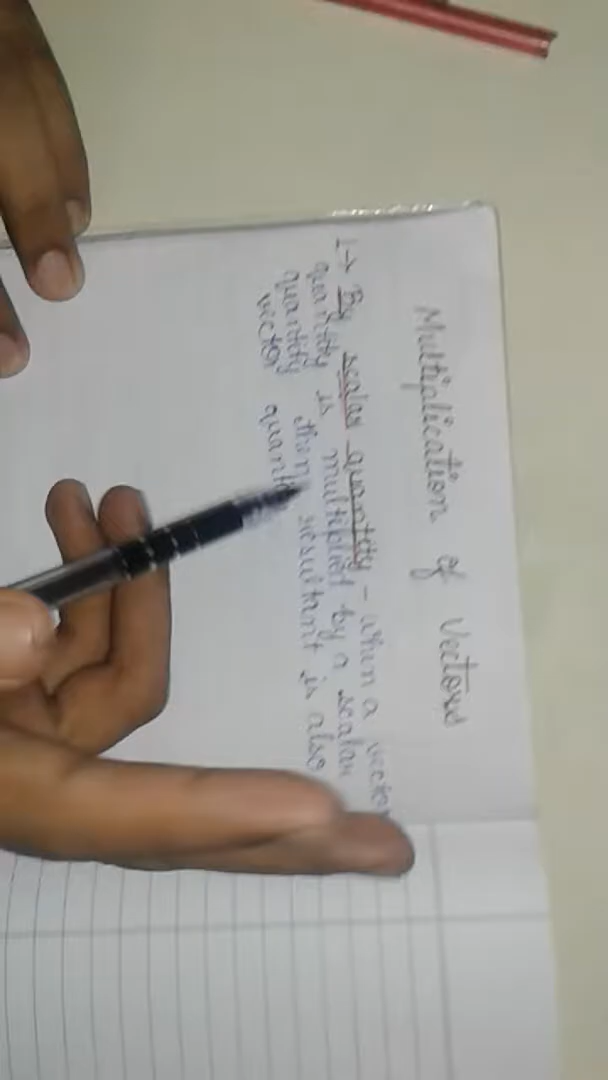 Multiplication of Vectors
1→ By scalar quantity - when a vector
quantity is multiplied by a scalar
quantity then resultant is also
vector